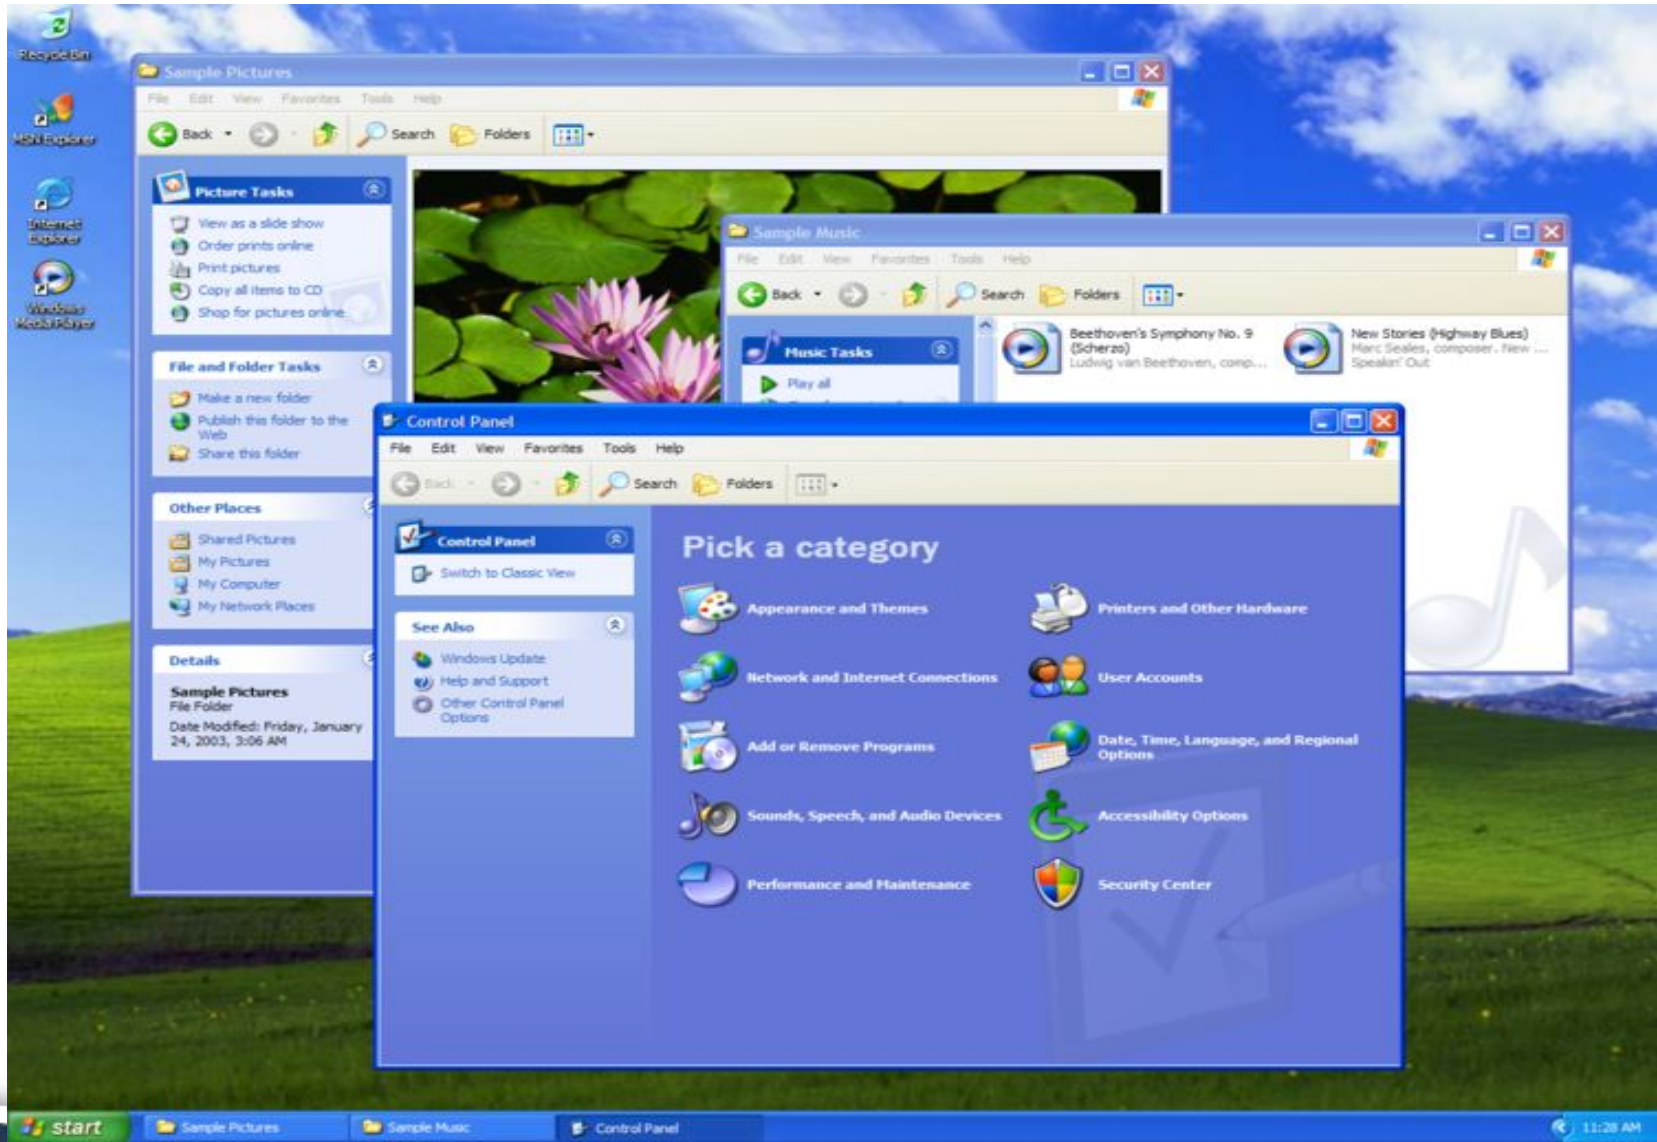 Recycle Bin
MSN Explorer
Internet
Explorer
Windows
Media Player
Sample Pictures
File Edit View Favorites Tools Help
Back Search Folders
Picture Tasks
View as a slide show
Order prints online
Print pictures
Copy all items to CD
Shop for pictures online
File and Folder Tasks
Make a new folder
Publish this folder to the
Web
Share this folder
Other Places
Shared Pictures
My Pictures
My Computer
My Network Places
Details
Sample Pictures
File Folder
Date Modified: Friday, January
24, 2003, 3:06 AM
Sample Music
File Edit View Favorites Tools Help
Back Search Folders
Music Tasks
Play all
Beethoven's Symphony No. 9
(Scherzo)
Ludwig van Beethoven, comp...
New Stories (Highway Blues)
Marc Seales, composer. New ...
Speakin' Out
Control Panel
File Edit View Favorites Tools Help
Back Search Folders
Control Panel
Switch to Classic View
See Also
Windows Update
Help and Support
Other Control Panel
Options
Pick a category
Appearance and Themes
Printers and Other Hardware
Network and Internet Connections
User Accounts
Add or Remove Programs
Date, Time, Language, and Regional
Options
Sounds, Speech, and Audio Devices
Accessibility Options
Performance and Maintenance
Security Center
start Sample Pictures Sample Music Control Panel 11:28 AM